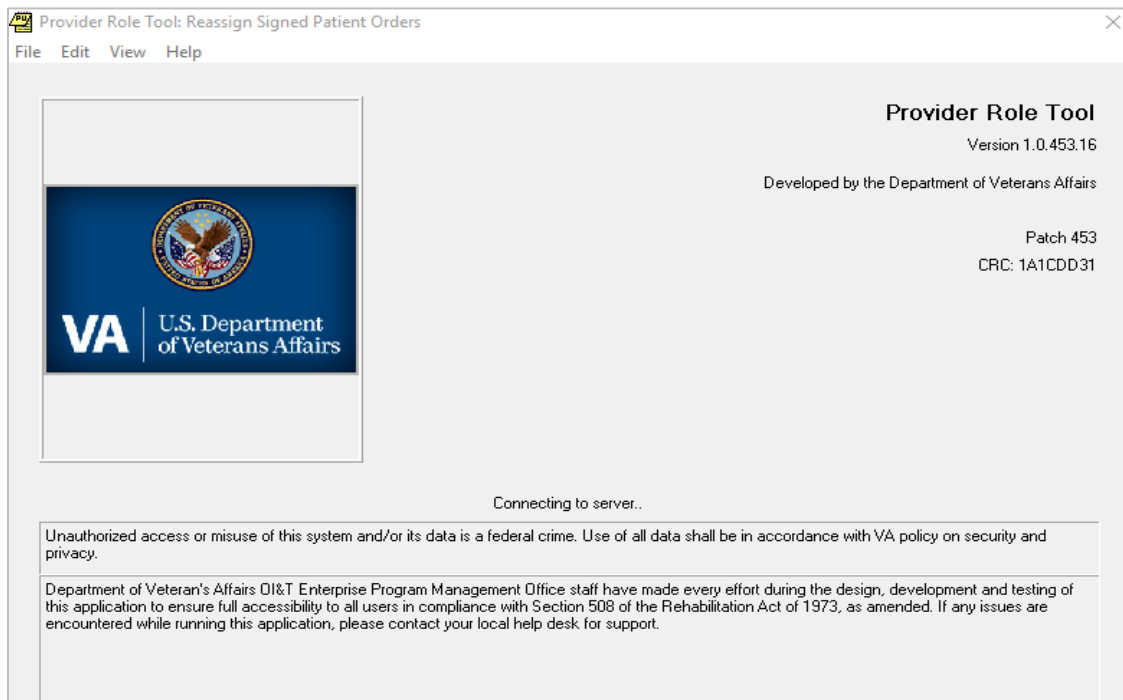 Provider Role Tool: Reassign Signed Patient Orders
File Edit View Help
Provider Role Tool
Version 1.0.453.16
Developed by the Department of Veterans Affairs
Patch 453
CRC: 1A1CDD31
VA
U.S. Department
of Veterans Affairs
Connecting to server..
Unauthorized access or misuse of this system and/or its data is a federal crime. Use of all data shall be in accordance with VA policy on security and
privacy.
Department of Veteran's Affairs OI&T Enterprise Program Management Office staff have made every effort during the design, development and testing of
this application to ensure full accessibility to all users in compliance with Section 508 of the Rehabilitation Act of 1973, as amended. If any issues are
encountered while running this application, please contact your local help desk for support.